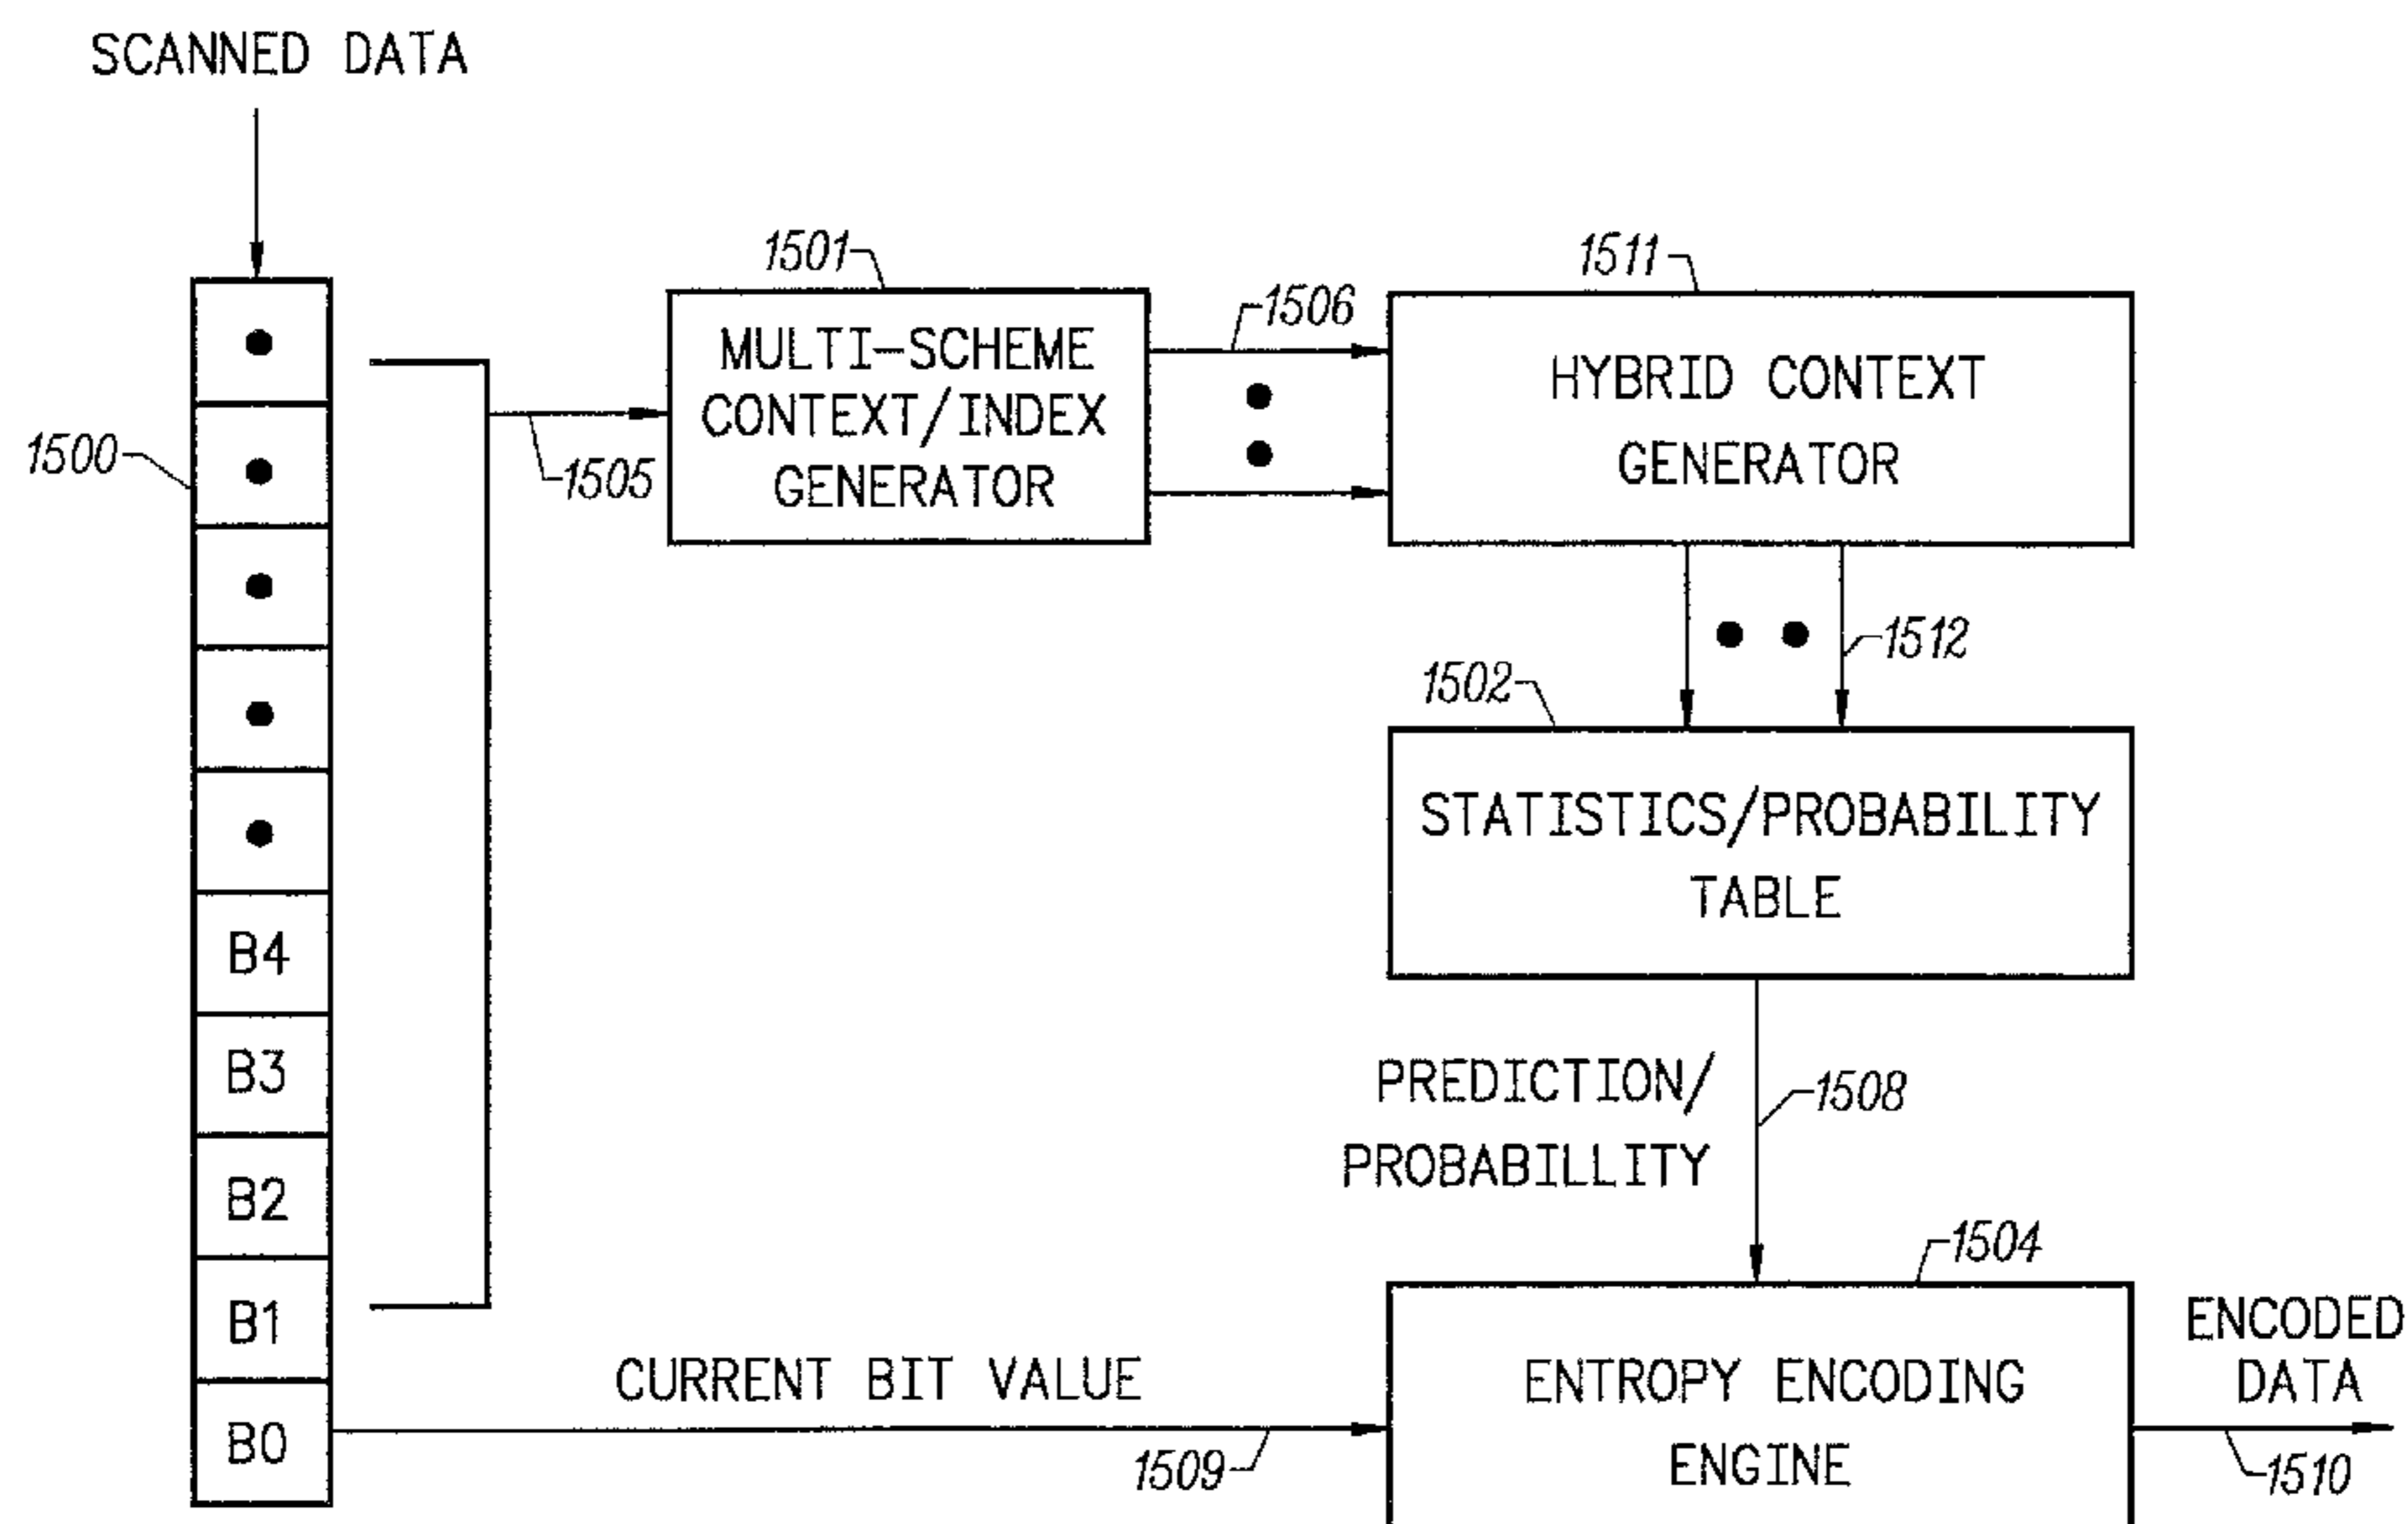 SCANNED DATA
1500
B4
B3
B2
B1
B0
1505
1501
MULTI-SCHEME
CONTEXT/INDEX
GENERATOR
1506
1511
HYBRID CONTEXT
GENERATOR
1512
1502
STATISTICS/PROBABILITY
TABLE
PREDICTION/
PROBABILLITY
1508
CURRENT BIT VALUE
1509
1504
ENTROPY ENCODING
ENGINE
ENCODED
DATA
1510